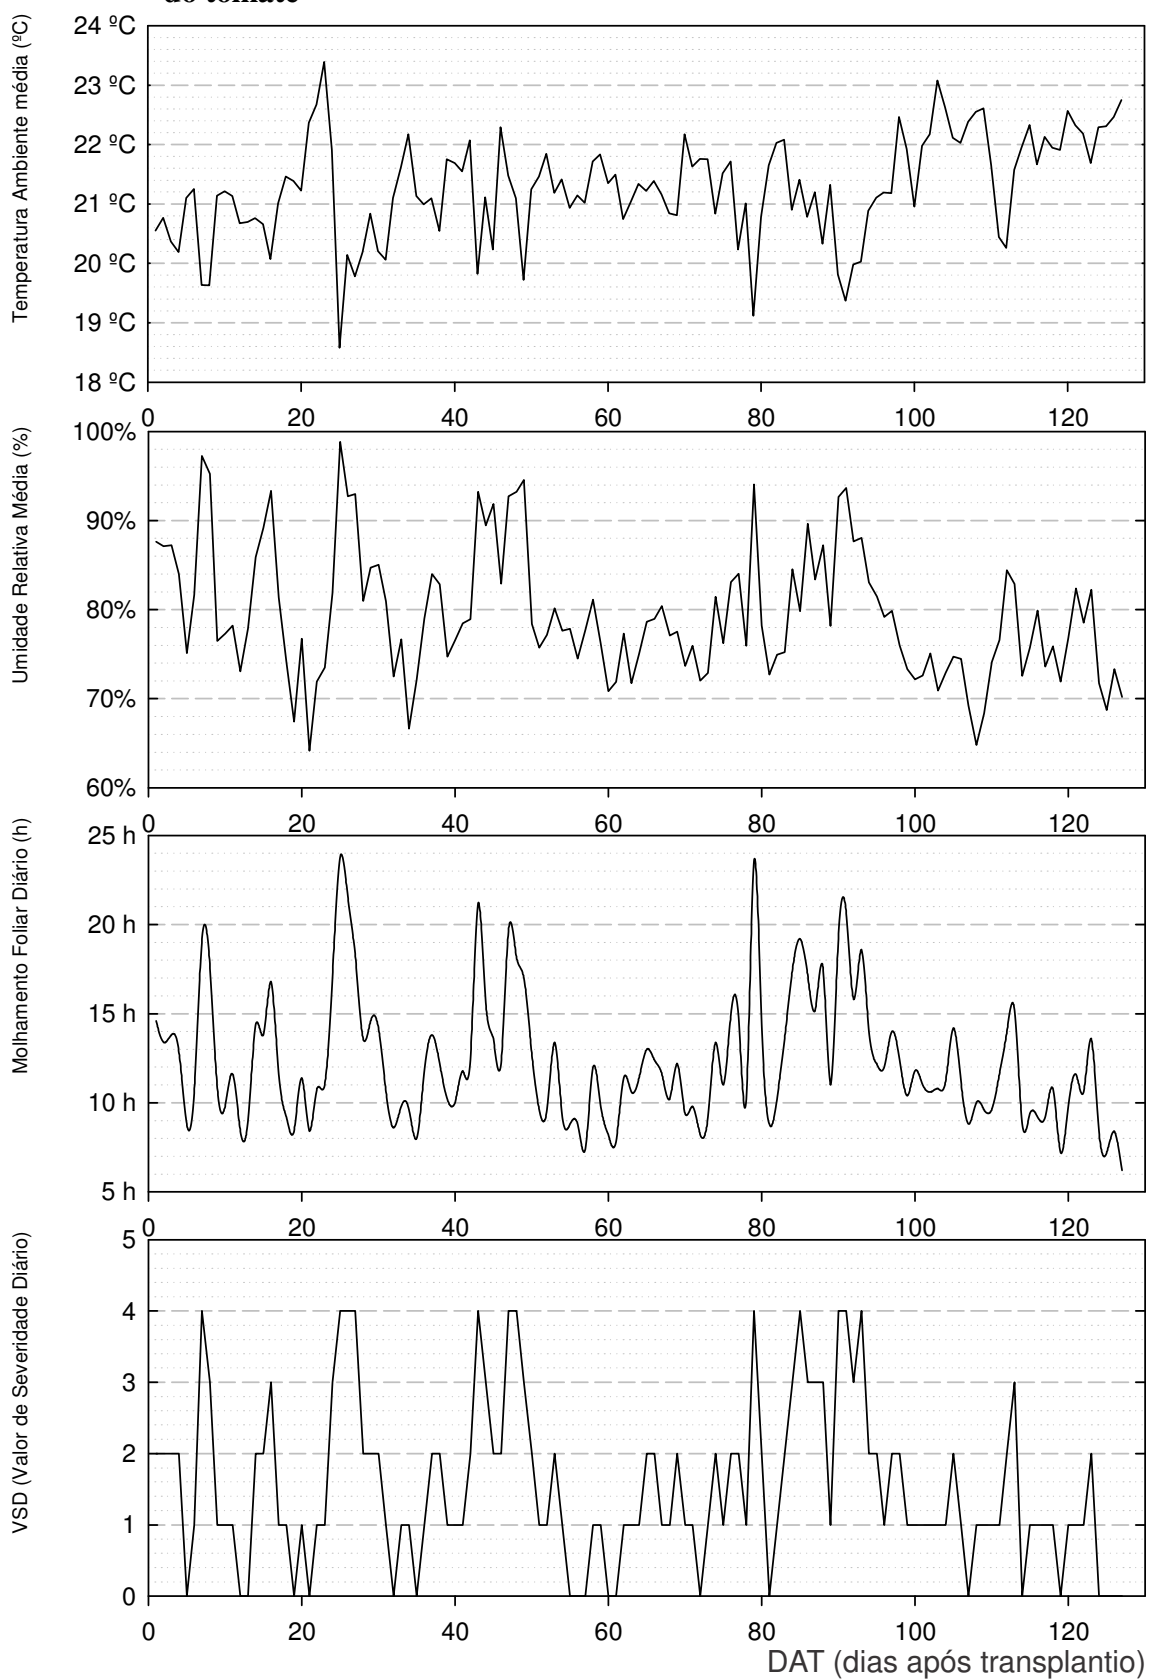 do tomate
Temperatura Ambiente média (ºC)
24 ºC
23 ºC
22 ºC
21 ºC
20 ºC
19 ºC
18 ºC
0 20 40 60 80 100 120
Umidade Relativa Média (%)
100%
90%
80%
70%
60%
0 20 40 60 80 100 120
Molhamento Foliar Diário (h)
25 h
20 h
15 h
10 h
5 h
0 20 40 60 80 100 120
VSD (Valor de Severidade Diário)
5
4
3
2
1
0
0 20 40 60 80 100 120
DAT (dias após transplantio)